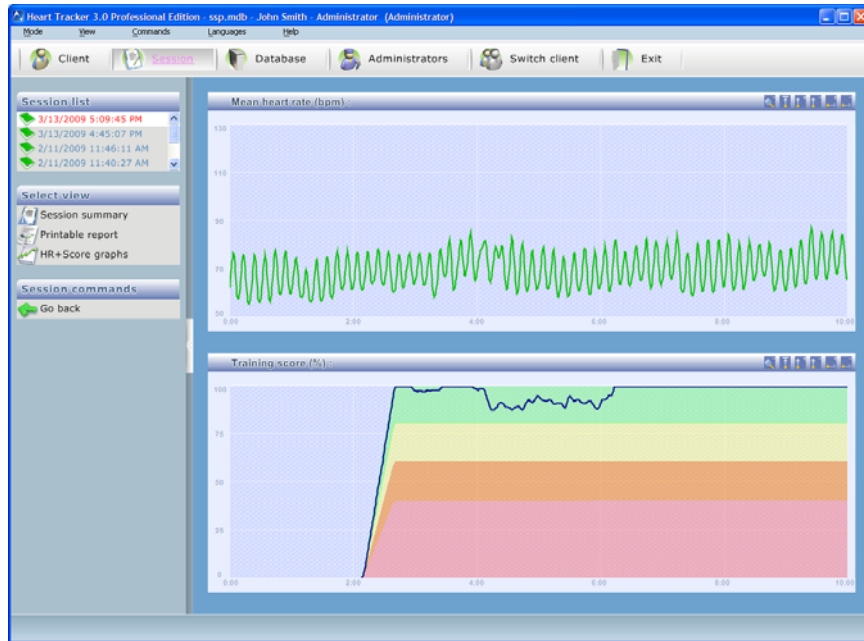 Heart Tracker 3.0 Professional Edition - ssp.mdb - John Smith - Administrator (Administrator)
Mode View Commands Languages Help
Client Session Database Administrators Switch client Exit
Session list
3/13/2009 5:09:45 PM
3/13/2009 4:45:07 PM
2/11/2009 11:46:11 AM
2/11/2009 11:40:27 AM
Select view
Session summary
Printable report
HR+Score graphs
Session commands
Go back
Mean heart rate (bpm) :
130
110
90
70
50
0:00 2:00 4:00 6:00 8:00 10:00
Training score (%) :
100
75
50
25
0
0:00 2:00 4:00 6:00 8:00 10:00